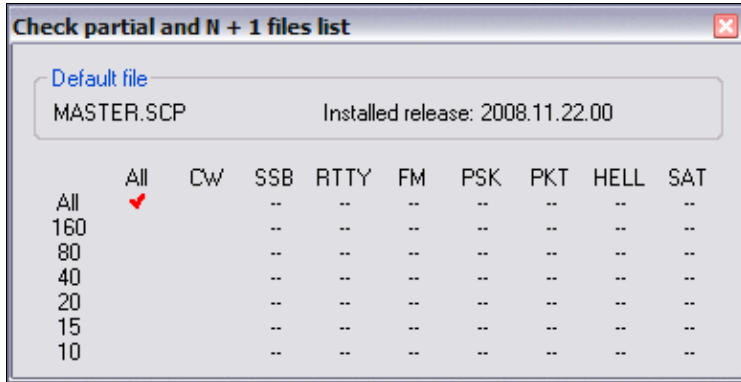 Check partial and N + 1 files list
Default file
MASTER.SCP Installed release: 2008.11.22.00
All CW SSB RTTY FM PSK PKT HELL SAT
All -- -- -- -- -- -- --
160 -- -- -- -- -- -- --
80 -- -- -- -- -- -- --
40 -- -- -- -- -- -- --
20 -- -- -- -- -- -- --
15 -- -- -- -- -- -- --
10 -- -- -- -- -- -- --